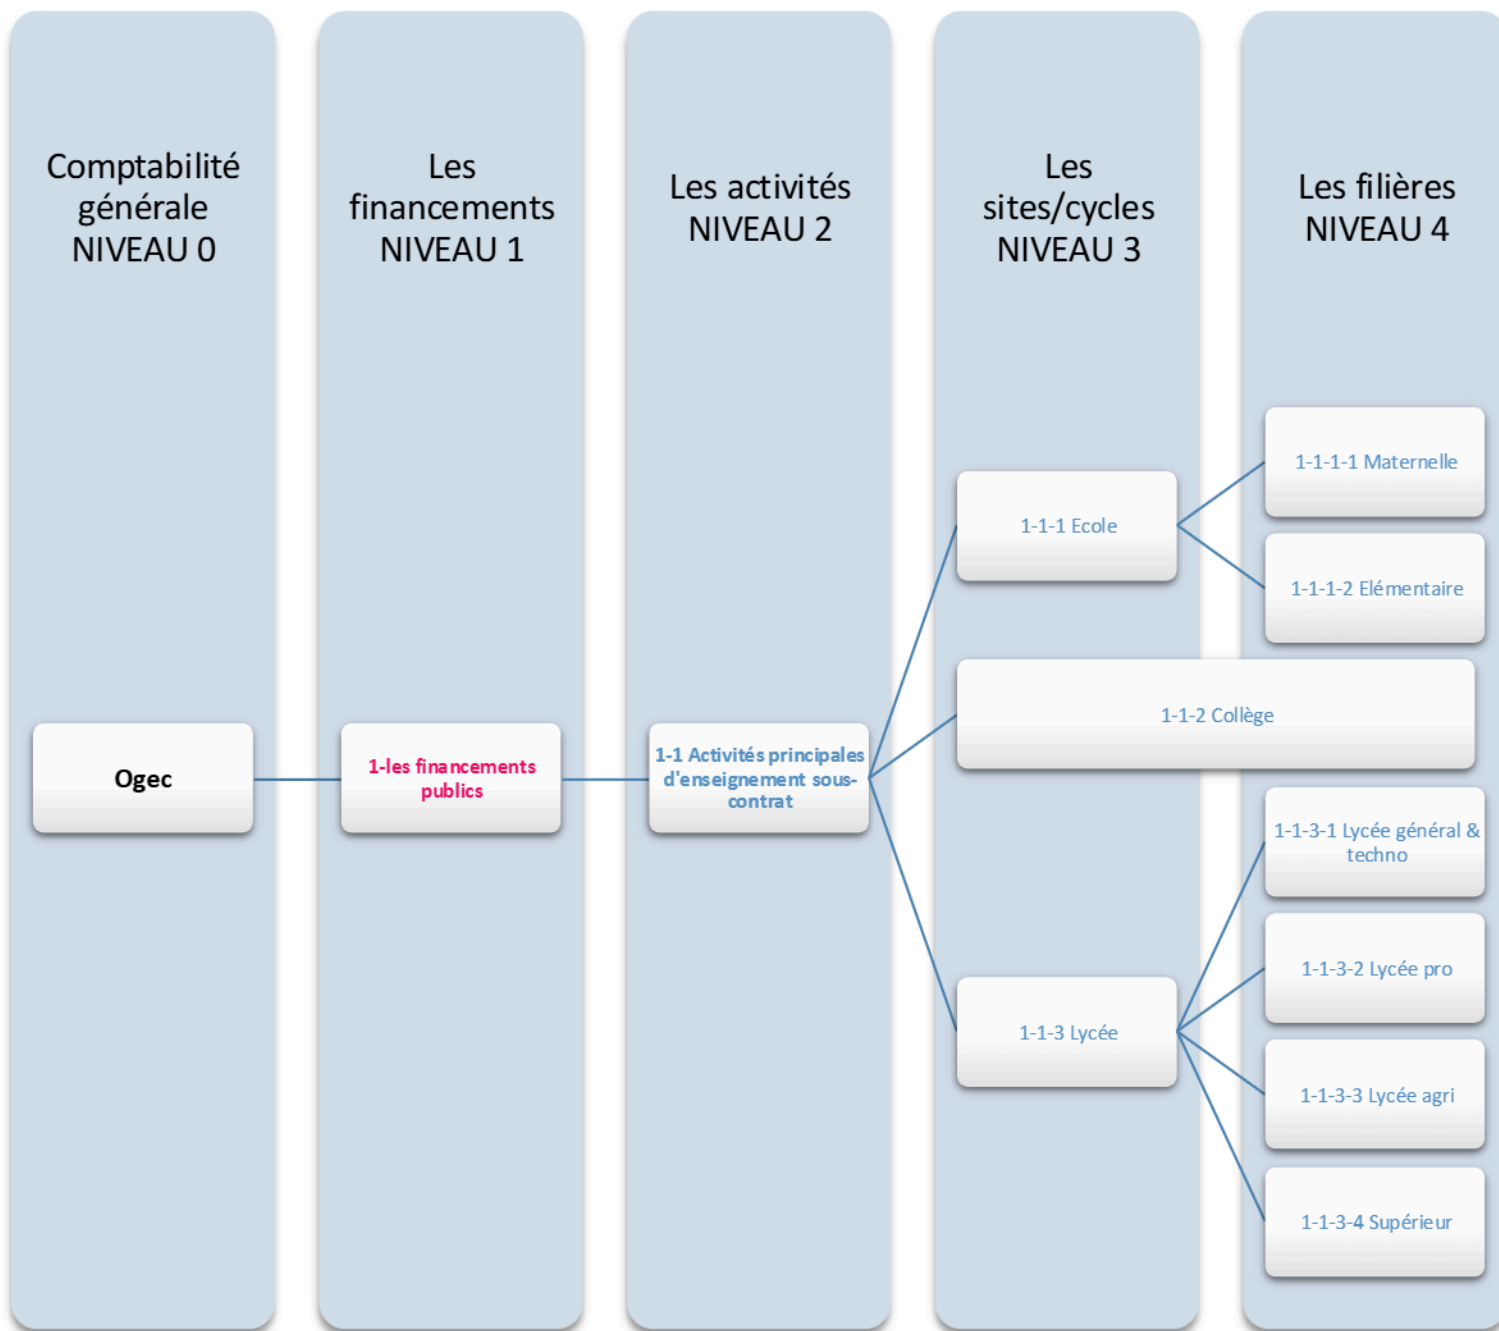 Comptabilité
générale
NIVEAU 0
Les
financements
NIVEAU 1
Les activités
NIVEAU 2
Les
sites/cycles
NIVEAU 3
Les filières
NIVEAU 4
Ogec
1-les financements
publics
1-1 Activités principales
d'enseignement sous-
contrat
1-1-1 Ecole
1-1-2 Collège
1-1-3 Lycée
1-1-1-1 Maternelle
1-1-1-2 Elémentaire
1-1-3-1 Lycée général &
techno
1-1-3-2 Lycée pro
1-1-3-3 Lycée agri
1-1-3-4 Supérieur